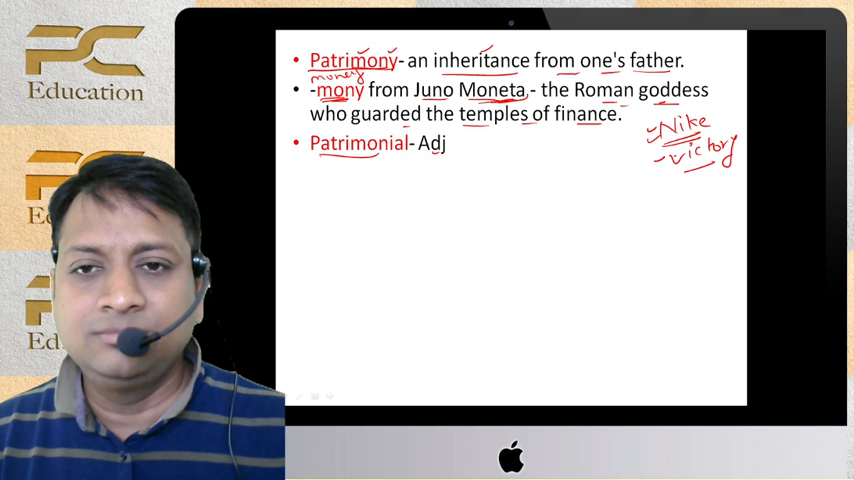 PC
Education
• Patrimony- an inheritance from one's father.
money
• -mony from Juno Moneta,- the Roman goddess
who guarded the temples of finance.
Nike
victory
• Patrimonial- Adj
Ed